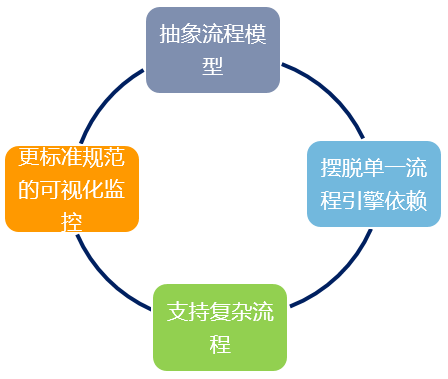 抽象流程模
型
摆脱单一流
程引擎依赖
支持复杂流
程
更标准规范
的可视化监
控